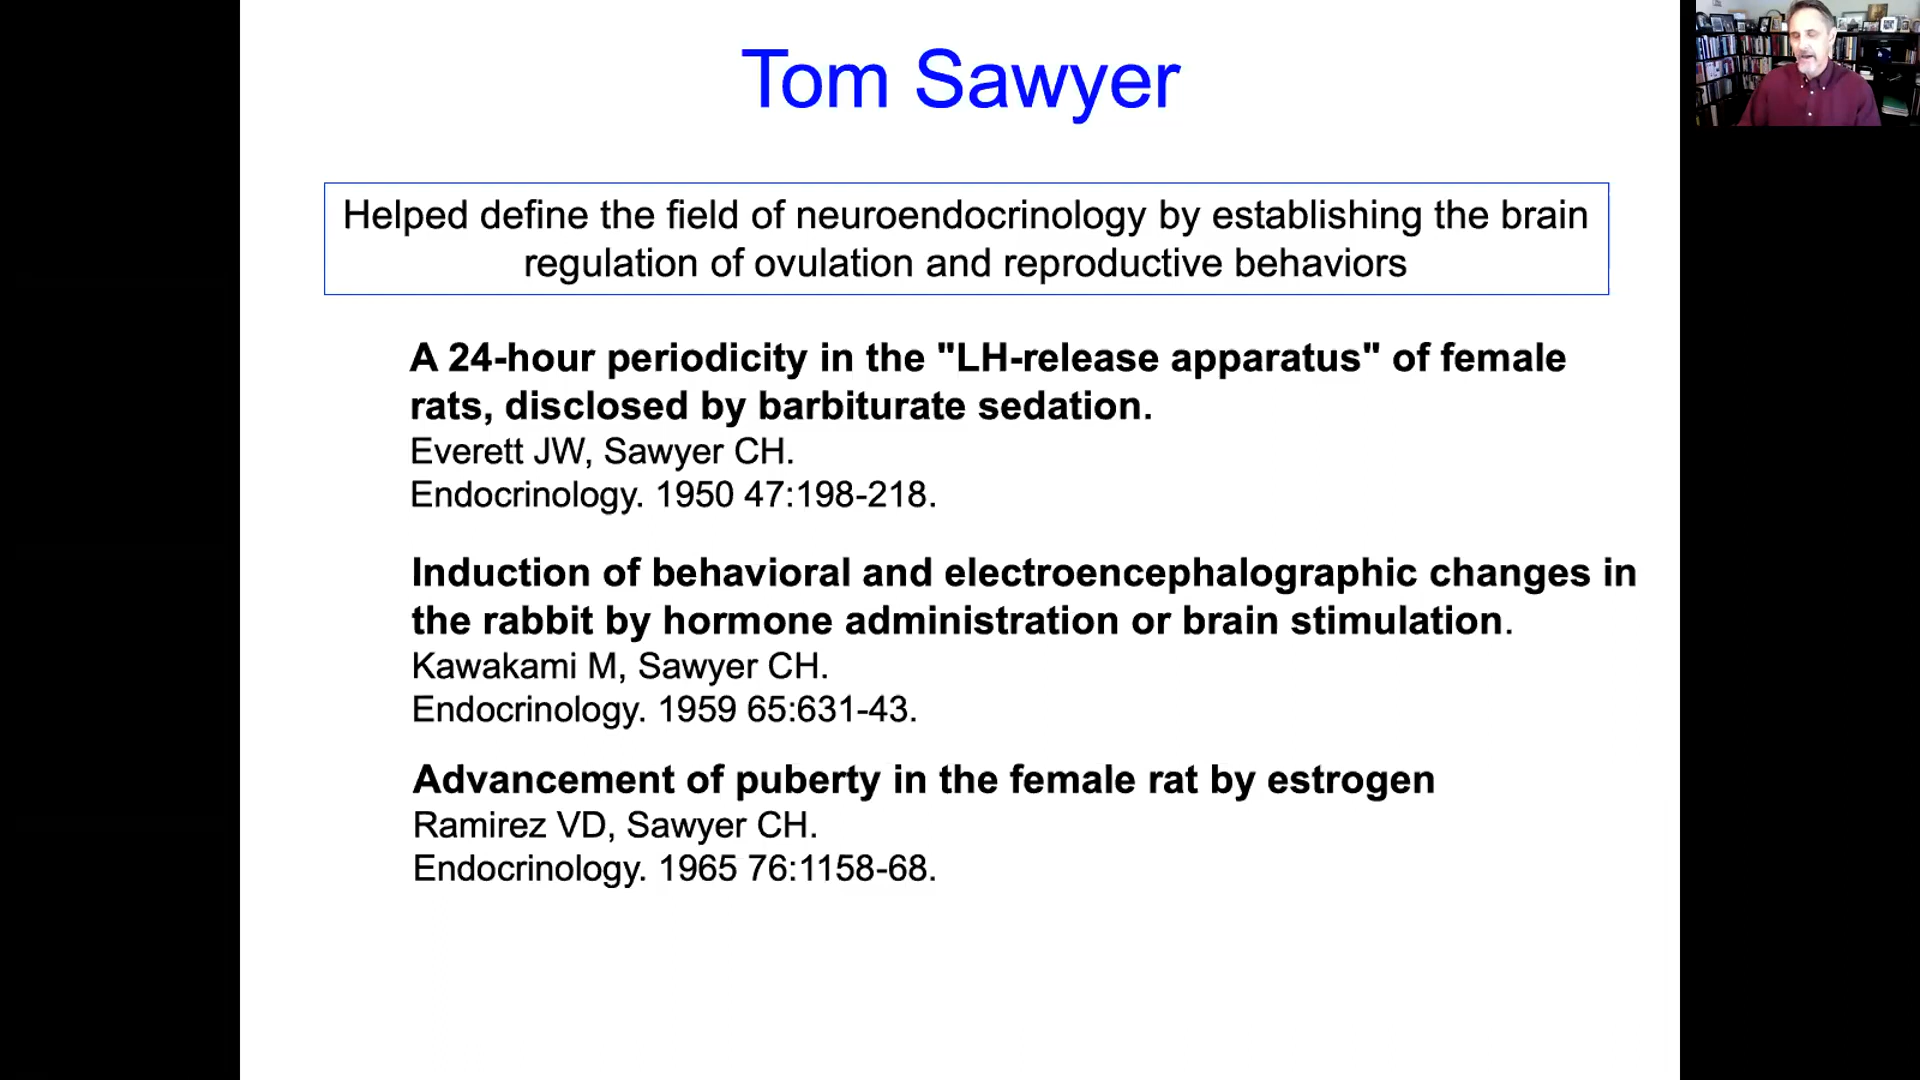 Tom Sawyer
Helped define the field of neuroendocrinology by establishing the brain
regulation of ovulation and reproductive behaviors
A 24-hour periodicity in the "LH-release apparatus" of female
rats, disclosed by barbiturate sedation.
Everett JW, Sawyer CH.
Endocrinology. 1950 47:198-218.
Induction of behavioral and electroencephalographic changes in
the rabbit by hormone administration or brain stimulation.
Kawakami M, Sawyer CH.
Endocrinology. 1959 65:631-43.
Advancement of puberty in the female rat by estrogen
Ramirez VD, Sawyer CH.
Endocrinology. 1965 76:1158-68.